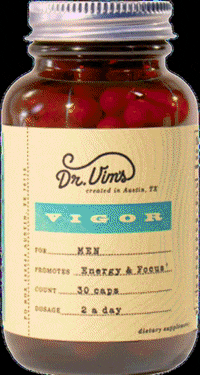 Dr. Vim's
created in Austin, TX
VIGOR
FOR MEN
PROMOTES Energy & Focus*
COUNT 30 caps
DOSAGE 2 a day
dietary supplement